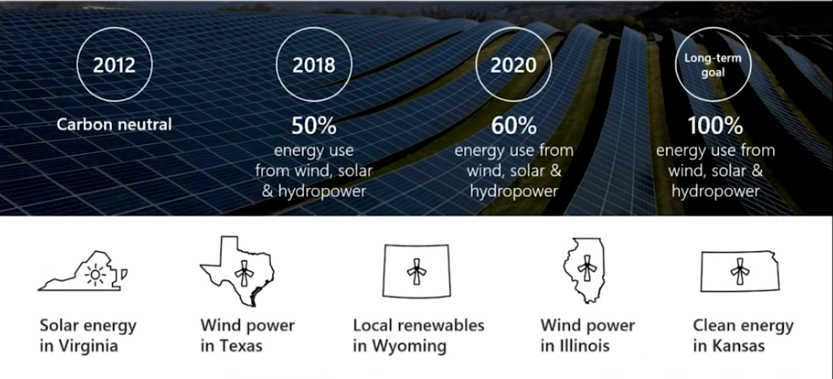 2012
2018
2020
Long-term
goal
Carbon neutral
50%
energy use
from wind, solar
& hydropower
60%
energy use from
wind, solar &
hydropower
100%
energy use from
wind, solar &
hydropower
Solar energy
in Virginia
Wind power
in Texas
Local renewables
in Wyoming
Wind power
in Illinois
Clean energy
in Kansas